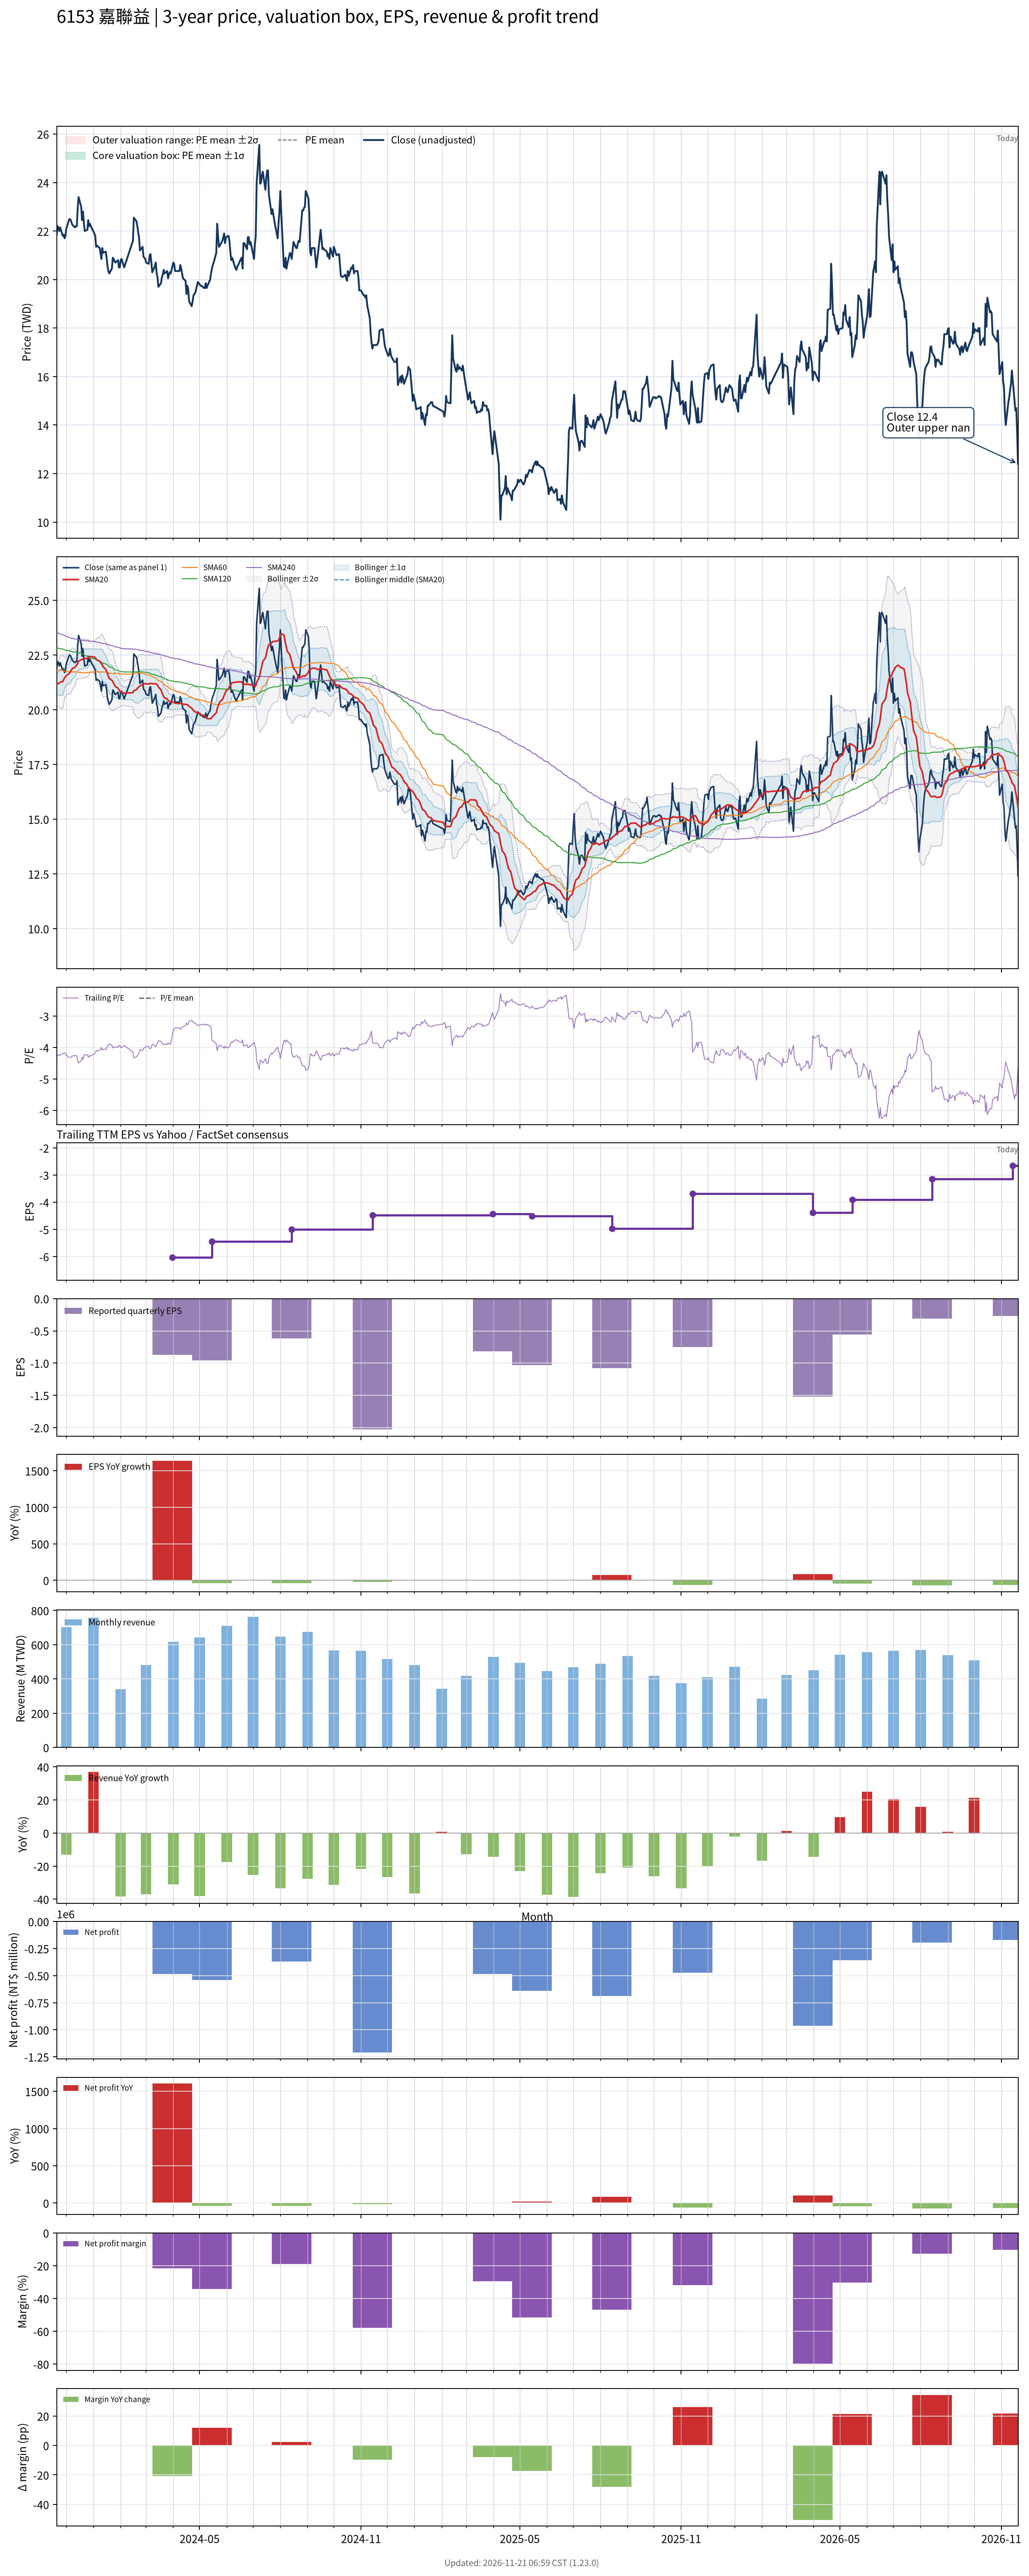 6153 嘉聯益 | 3-year price, valuation box, EPS, revenue & profit trend
Outer valuation range: PE mean ±2σ
PE mean
Close (unadjusted)
Core valuation box: PE mean ±1σ
Today
26
24
22
20
18
16
14
12
10
Price (TWD)
Close 12.4
Outer upper nan
Close (same as panel 1)
SMA20
SMA60
SMA120
SMA240
Bollinger ±2σ
Bollinger ±1σ
Bollinger middle (SMA20)
25.0
22.5
20.0
17.5
15.0
12.5
10.0
Price
Trailing P/E
P/E mean
-3
-4
-5
-6
P/E
Trailing TTM EPS vs Yahoo / FactSet consensus
Today
-2
-3
-4
-5
-6
EPS
Reported quarterly EPS
0.0
-0.5
-1.0
-1.5
-2.0
EPS
EPS YoY growth
1500
1000
500
0
YoY (%)
Monthly revenue
800
600
400
200
0
Revenue (M TWD)
Revenue YoY growth
40
20
0
-20
-40
YoY (%)
Month
1e6
Net profit
0.00
-0.25
-0.50
-0.75
-1.00
-1.25
Net profit (NT$ million)
Net profit YoY
1500
1000
500
0
YoY (%)
Net profit margin
0
-20
-40
-60
-80
Margin (%)
Margin YoY change
20
0
-20
-40
Δ margin (pp)
2024-05
2024-11
2025-05
2025-11
2026-05
2026-11
Updated: 2026-11-21 06:59 CST (1.23.0)